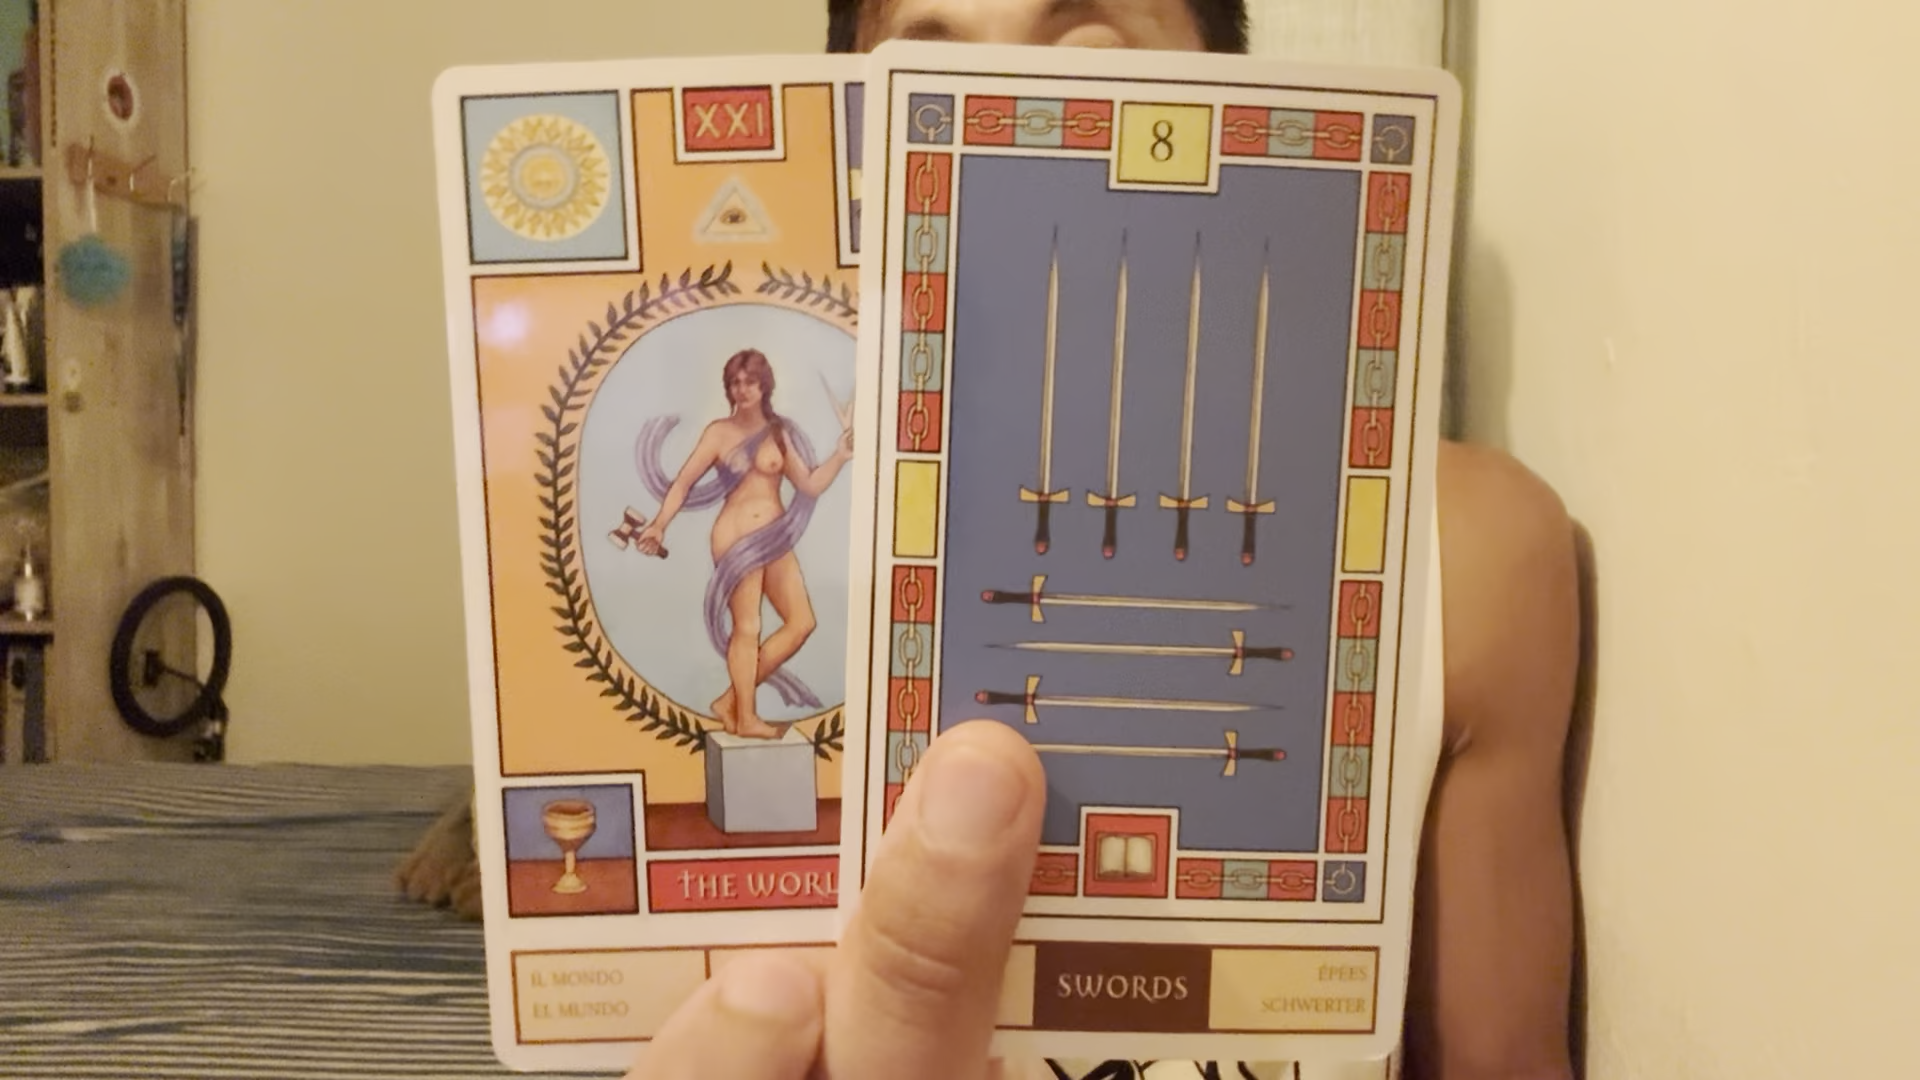 XXI
THE WORL
IL MONDO
EL MUNDO
8
SWORDS
ÉPÉES
SCHWERTER